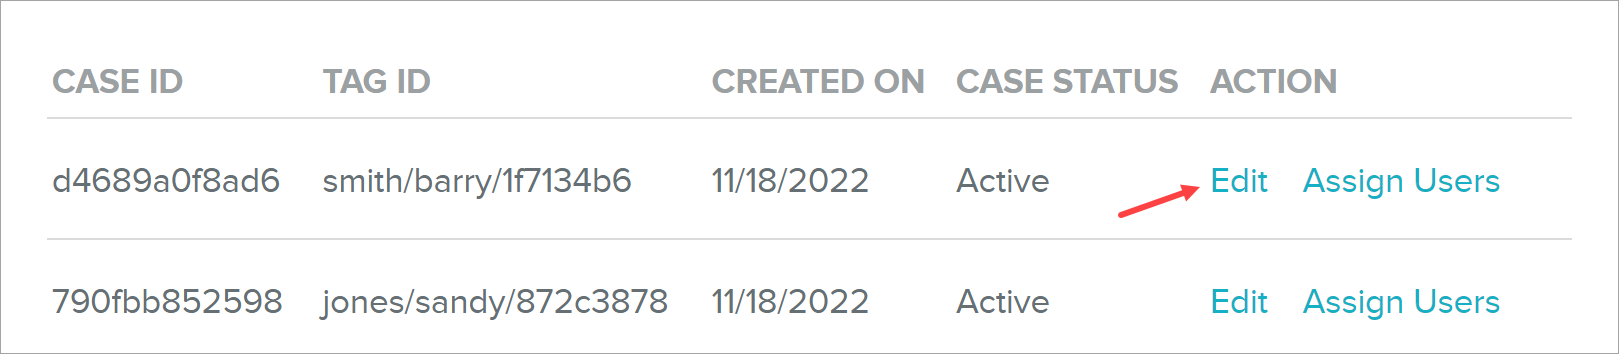 CASE ID TAG ID CREATED ON CASE STATUS ACTION
d4689a0f8ad6 smith/barry/1f7134b6 11/18/2022 Active Edit Assign Users
790fbb852598 jones/sandy/872c3878 11/18/2022 Active Edit Assign Users